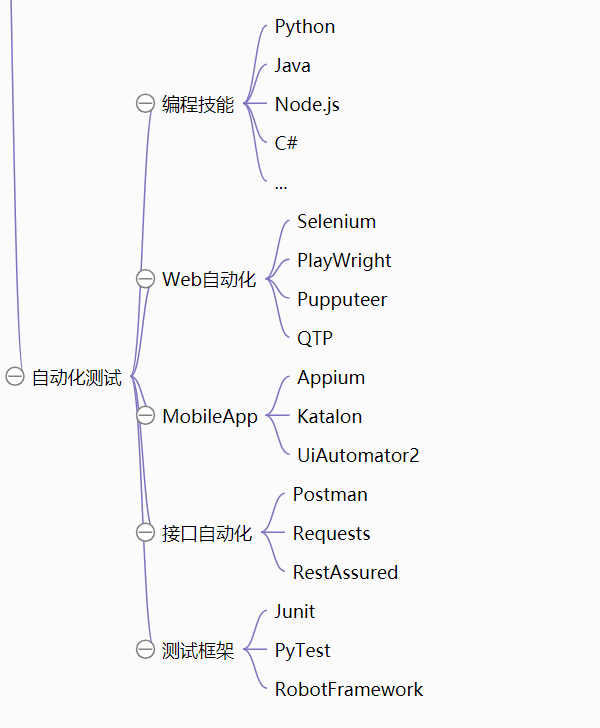 Python
Java
编程技能
Node.js
C#
...
Selenium
PlayWright
Web自动化
Pupputeer
QTP
自动化测试
Appium
MobileApp
Katalon
UiAutomator2
Postman
接口自动化
Requests
RestAssured
Junit
测试框架
PyTest
RobotFramework